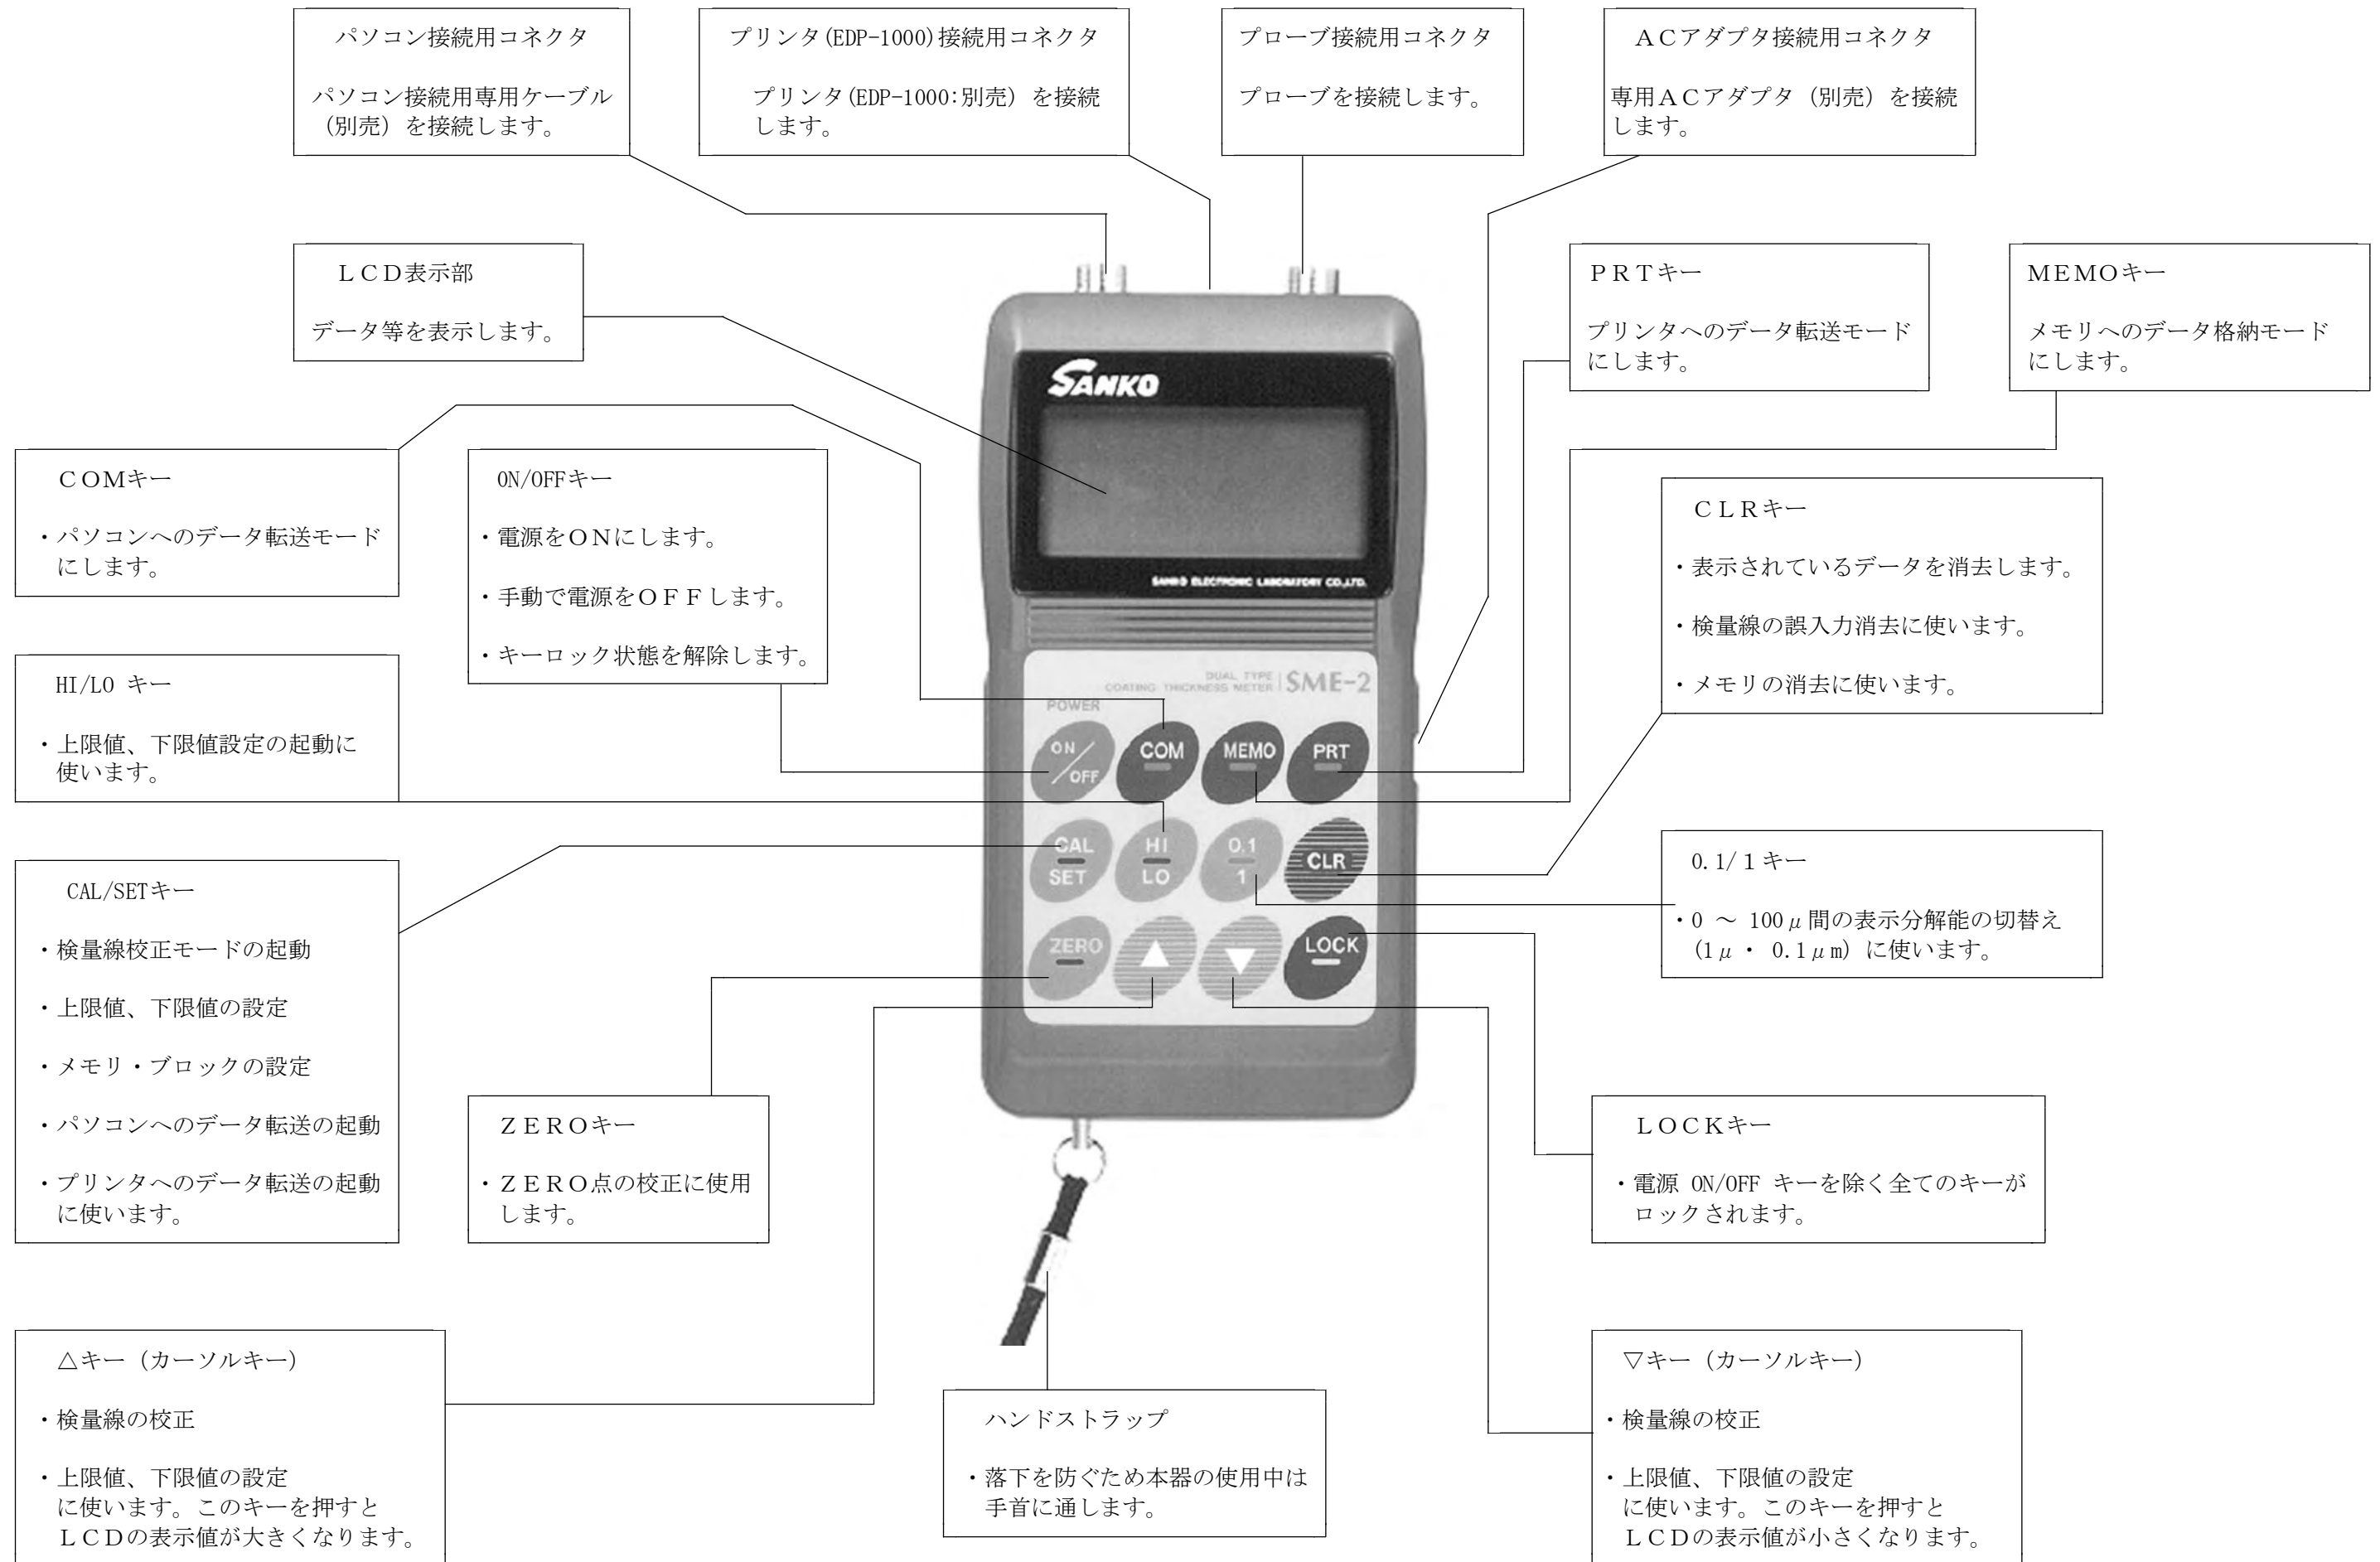 パソコン接続用コネクタ
パソコン接続用専用ケーブル
（別売）を接続します。
プリンタ(EDP-1000)接続用コネクタ
プリンタ(EDP-1000:別売）を接続
します。
プローブ接続用コネクタ
プローブを接続します。
ＡＣアダプタ接続用コネクタ
専用ＡＣアダプタ（別売）を接続
します。
ＬＣＤ表示部
データ等を表示します。
ＰＲＴキー
プリンタへのデータ転送モード
にします。
ＭＥＭＯキー
メモリへのデータ格納モード
にします。
ＣＯＭキー
・パソコンへのデータ転送モード
にします。
ON/OFFキー
・電源をＯＮにします。
・手動で電源をＯＦＦします。
・キーロック状態を解除します。
ＣＬＲキー
・表示されているデータを消去します。
・検量線の誤入力消去に使います。
・メモリの消去に使います。
HI/LO キー
・上限値、下限値設定の起動に
使います。
SANKO
SANKO ELECTRONIC LABORATORY CO.,LTD.
DUAL TYPE
COATING THICKNESS METER
SME-2
POWER
ON/OFF
COM
MEMO
PRT
CAL
SET
HI
LO
0.1
1
CLR
ZERO
▲
▼
LOCK
CAL/SETキー
・検量線校正モードの起動
・上限値、下限値の設定
・メモリ・ブロックの設定
・パソコンへのデータ転送の起動
・プリンタへのデータ転送の起動
に使います。
0.1/１キー
・0 ～ 100μ間の表示分解能の切替え
(1μ・ 0.1μm）に使います。
ＺＥＲＯキー
・ＺＥＲＯ点の校正に使用
します。
ＬＯＣＫキー
・電源 ON/OFF キーを除く全てのキーが
ロックされます。
△キー（カーソルキー）
・検量線の校正
・上限値、下限値の設定
に使います。このキーを押すと
ＬＣＤの表示値が大きくなります。
ハンドストラップ
・落下を防ぐため本器の使用中は
手首に通します。
▽キー（カーソルキー）
・検量線の校正
・上限値、下限値の設定
に使います。このキーを押すと
ＬＣＤの表示値が小さくなります。